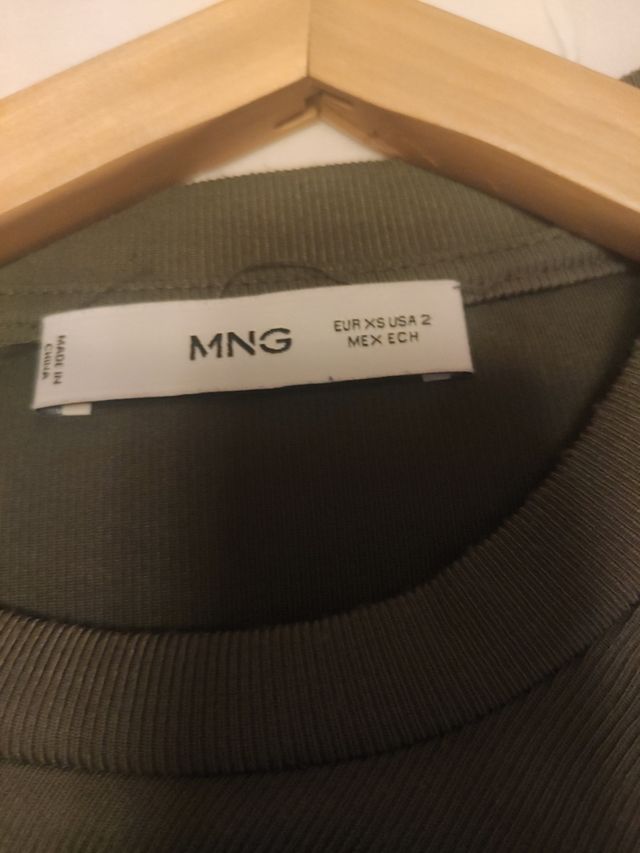 MADE IN
CHINA
MNG
EUR XS USA 2
MEX ECH